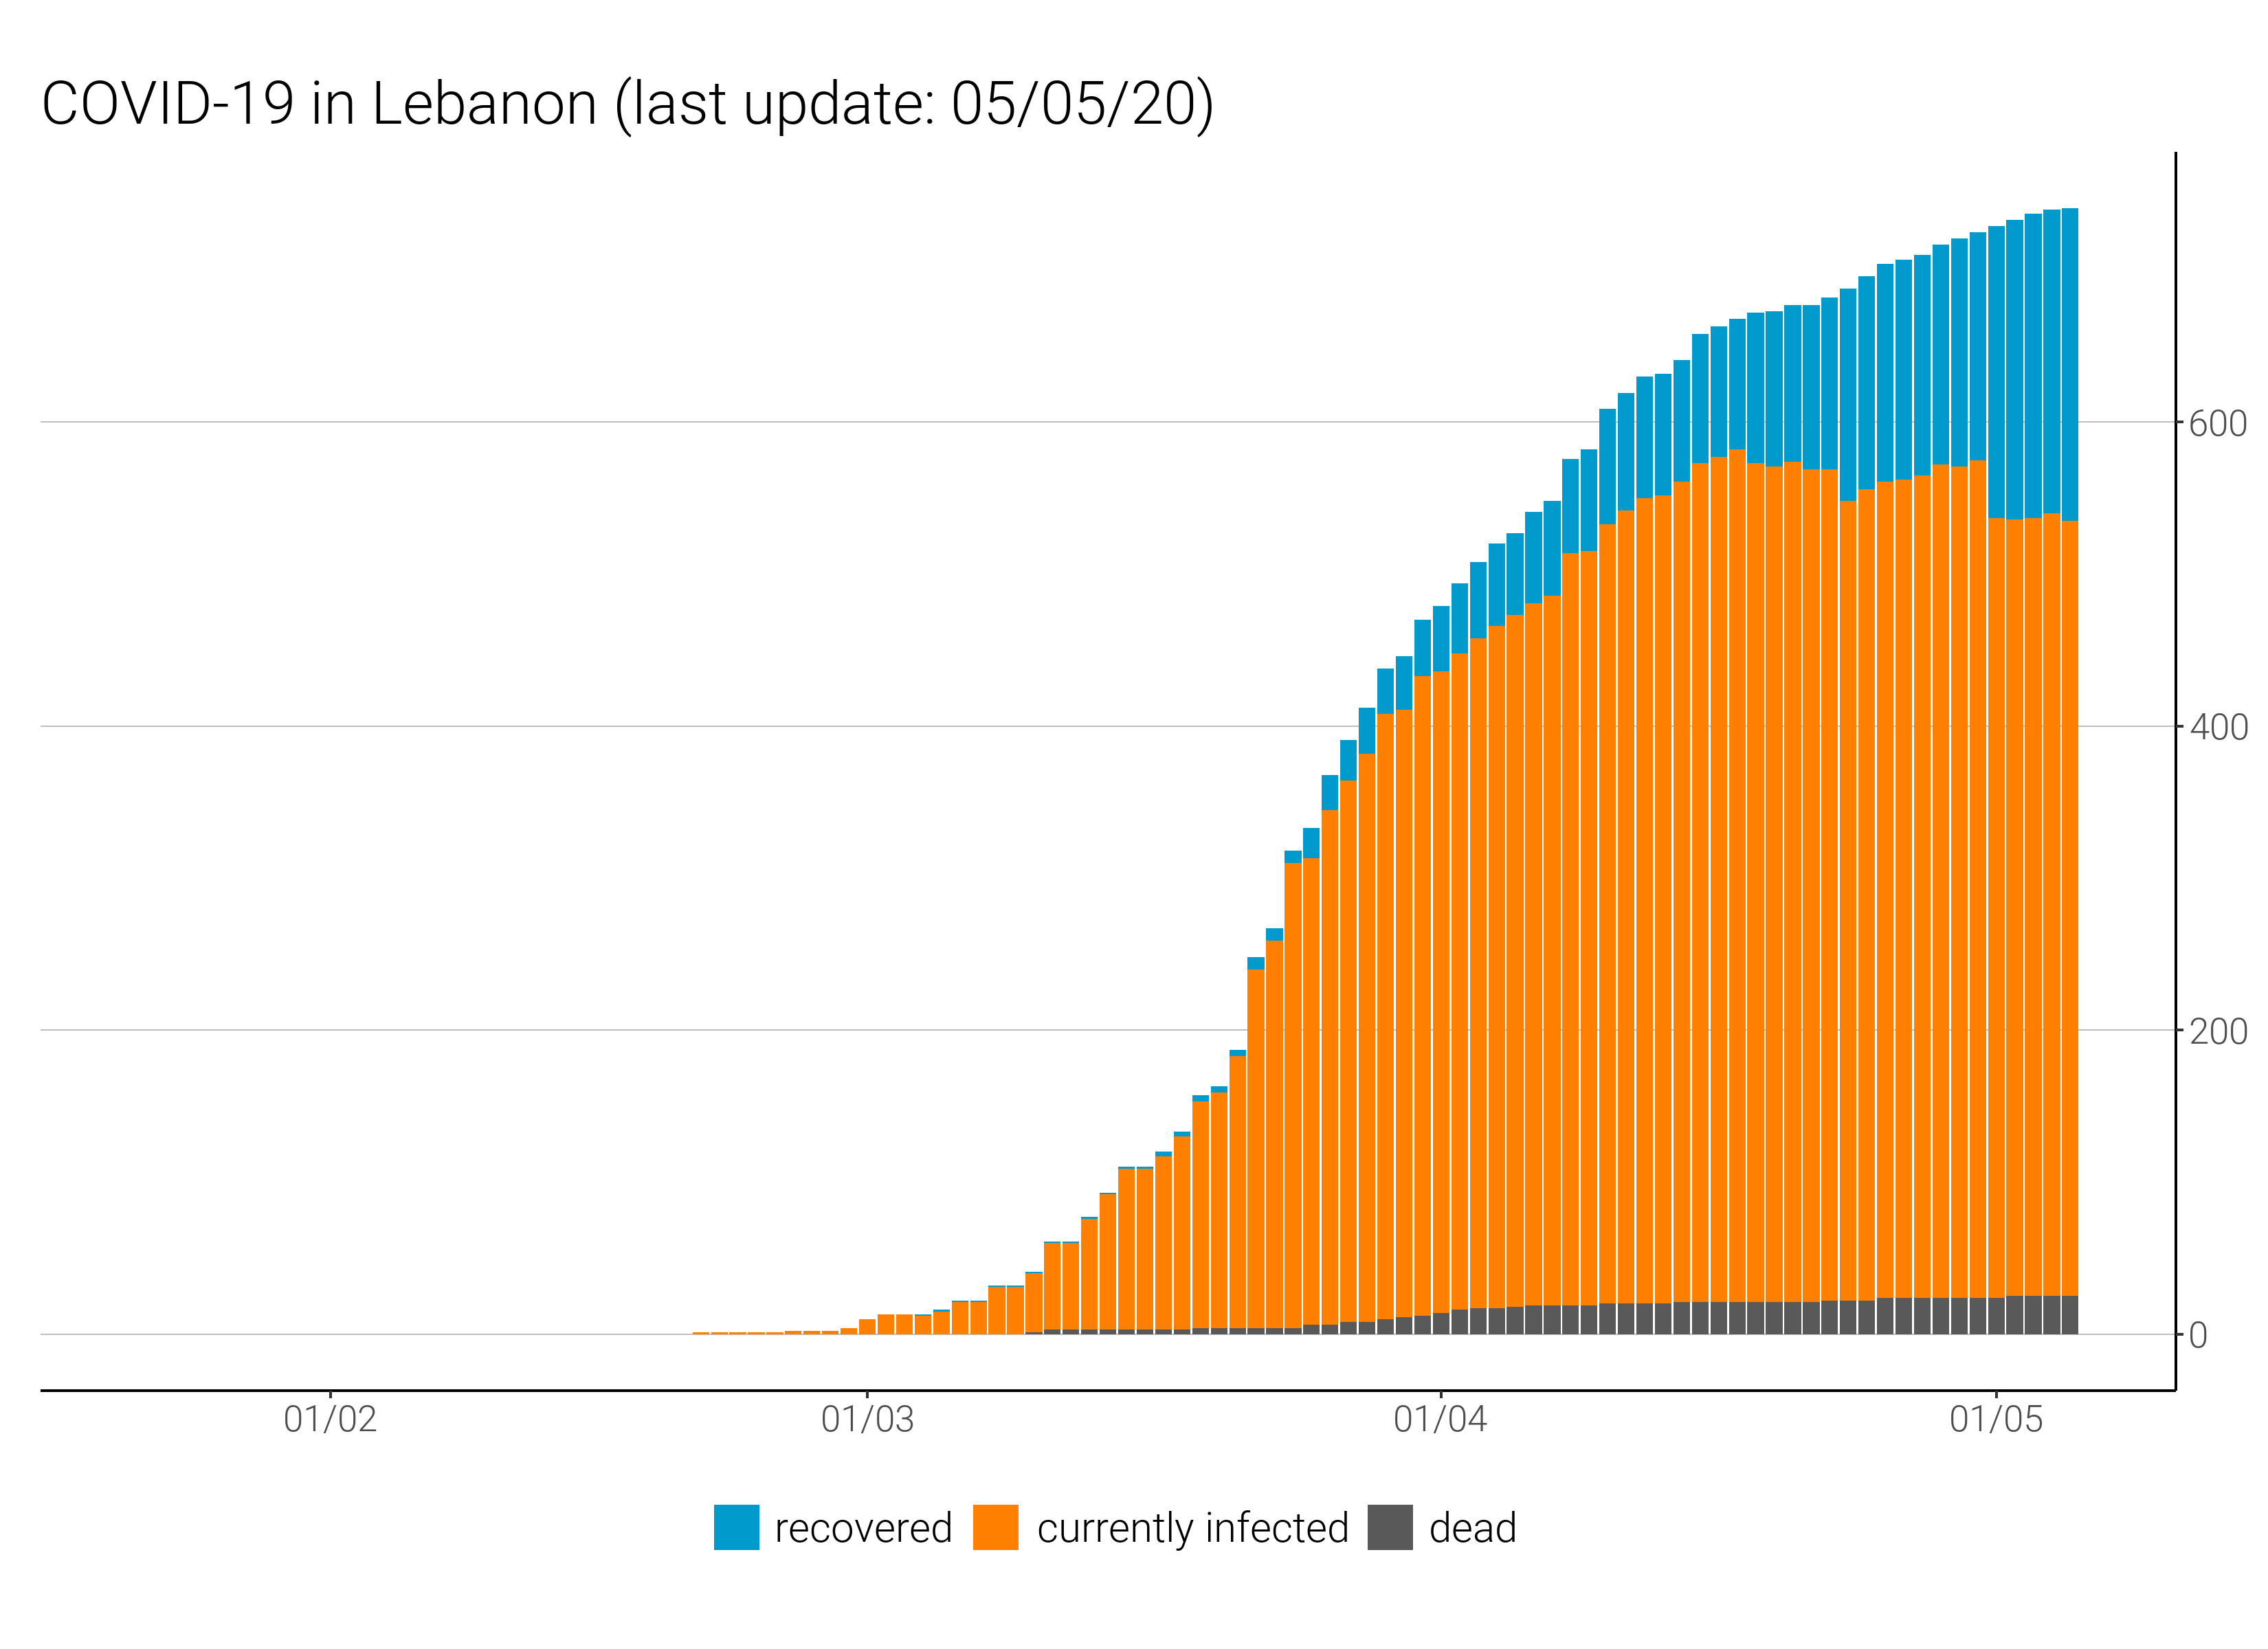 COVID-19 in Lebanon (last update: 05/05/20)
600
400
200
0
01/02 01/03 01/04 01/05
recovered currently infected dead